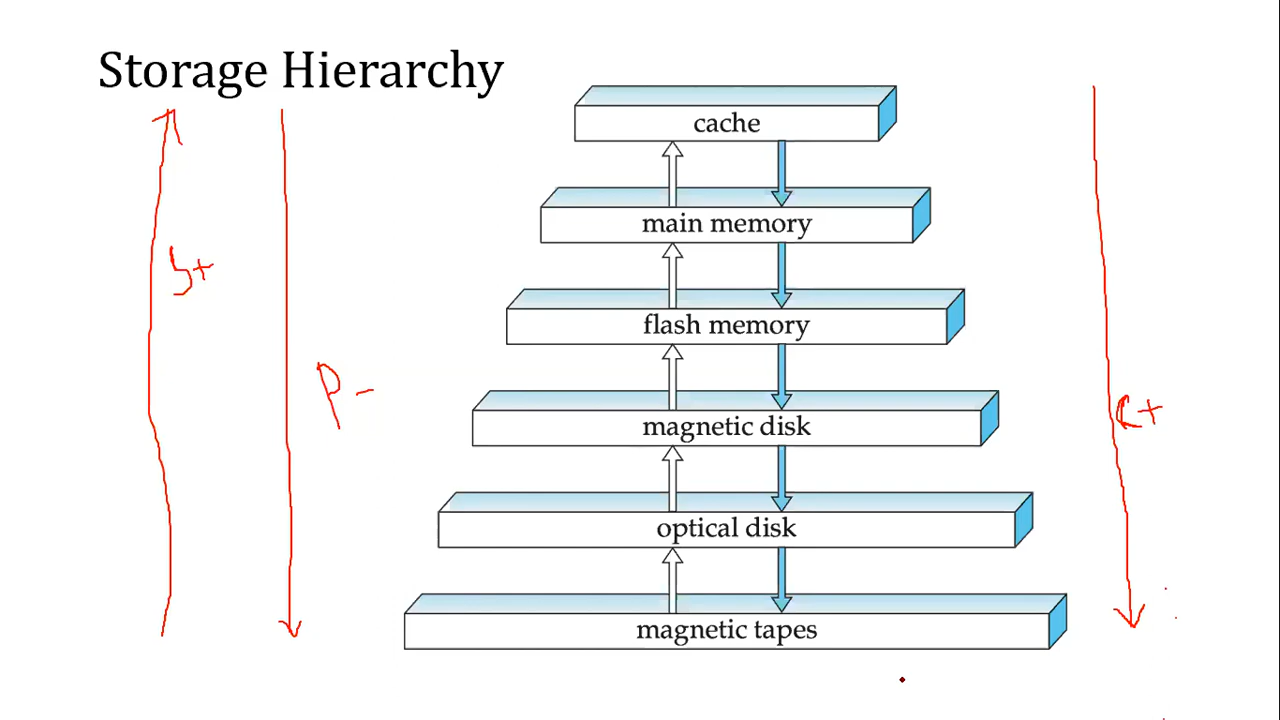 Storage Hierarchy
cache
main memory
flash memory
magnetic disk
optical disk
magnetic tapes
P-